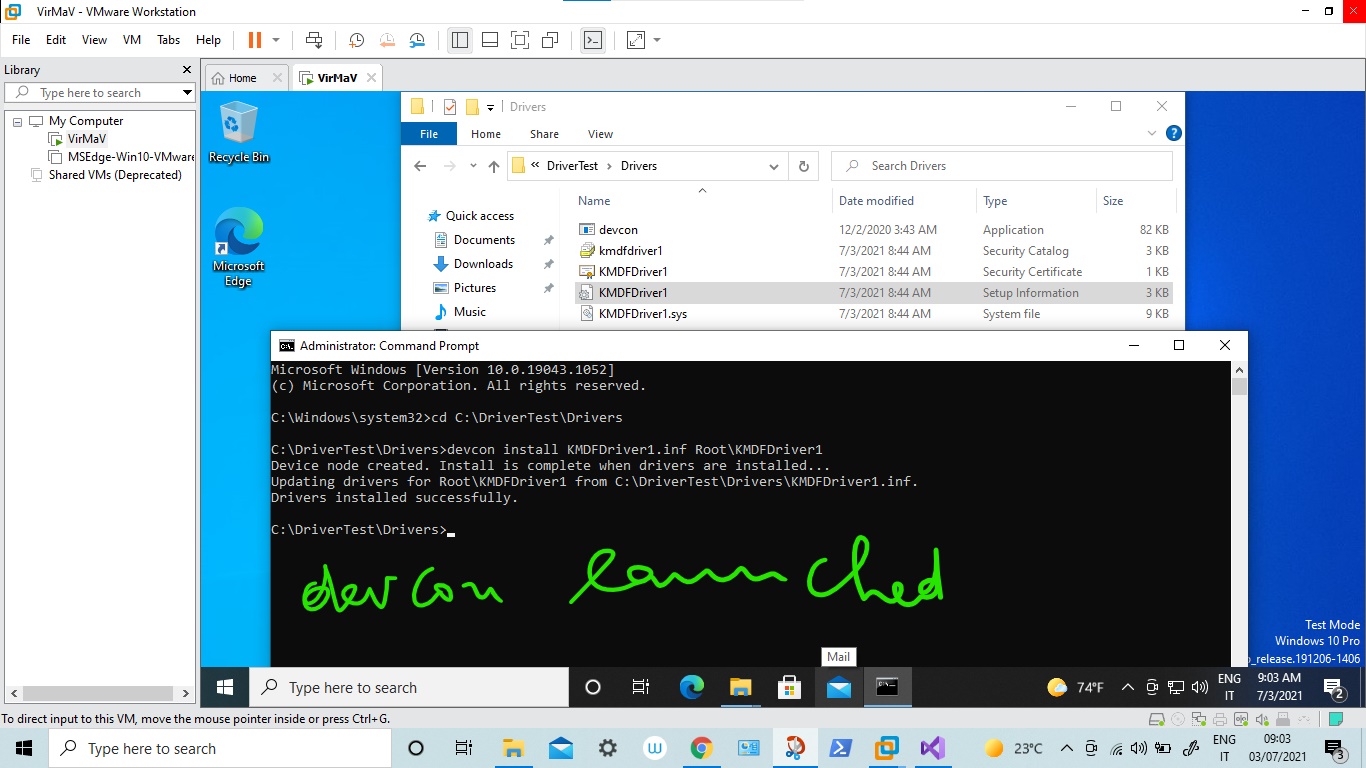 VirMaV - VMware Workstation
File Edit View VM Tabs Help
Library
Type here to search
My Computer
VirMaV
MSEdge-Win10-VMware
Shared VMs (Deprecated)
Home
VirMaV
Recycle Bin
Microsoft
Edge
Drivers
File Home Share View
« DriverTest › Drivers
Search Drivers
Quick access
Documents
Downloads
Pictures
Music
Name Date modified Type Size
devcon 12/2/2020 3:43 AM Application 82 KB
kmdfdriver1 7/3/2021 8:44 AM Security Catalog 3 KB
KMDFDriver1 7/3/2021 8:44 AM Security Certificate 1 KB
KMDFDriver1 7/3/2021 8:44 AM Setup Information 3 KB
KMDFDriver1.sys 7/3/2021 8:44 AM System file 9 KB
Administrator: Command Prompt
Microsoft Windows [Version 10.0.19043.1052]
(c) Microsoft Corporation. All rights reserved.
C:\Windows\system32>cd C:\DriverTest\Drivers
C:\DriverTest\Drivers>devcon install KMDFDriver1.inf Root\KMDFDriver1
Device node created. Install is complete when drivers are installed...
Updating drivers for Root\KMDFDriver1 from C:\DriverTest\Drivers\KMDFDriver1.inf.
Drivers installed successfully.
C:\DriverTest\Drivers>
devcon launched
Test Mode
Windows 10 Pro
_release.191206-1406
Mail
Type here to search
74°F
ENG
IT
9:03 AM
7/3/2021
2
To direct input to this VM, move the mouse pointer inside or press Ctrl+G.
Type here to search
23°C
ENG
IT
09:03
03/07/2021
3